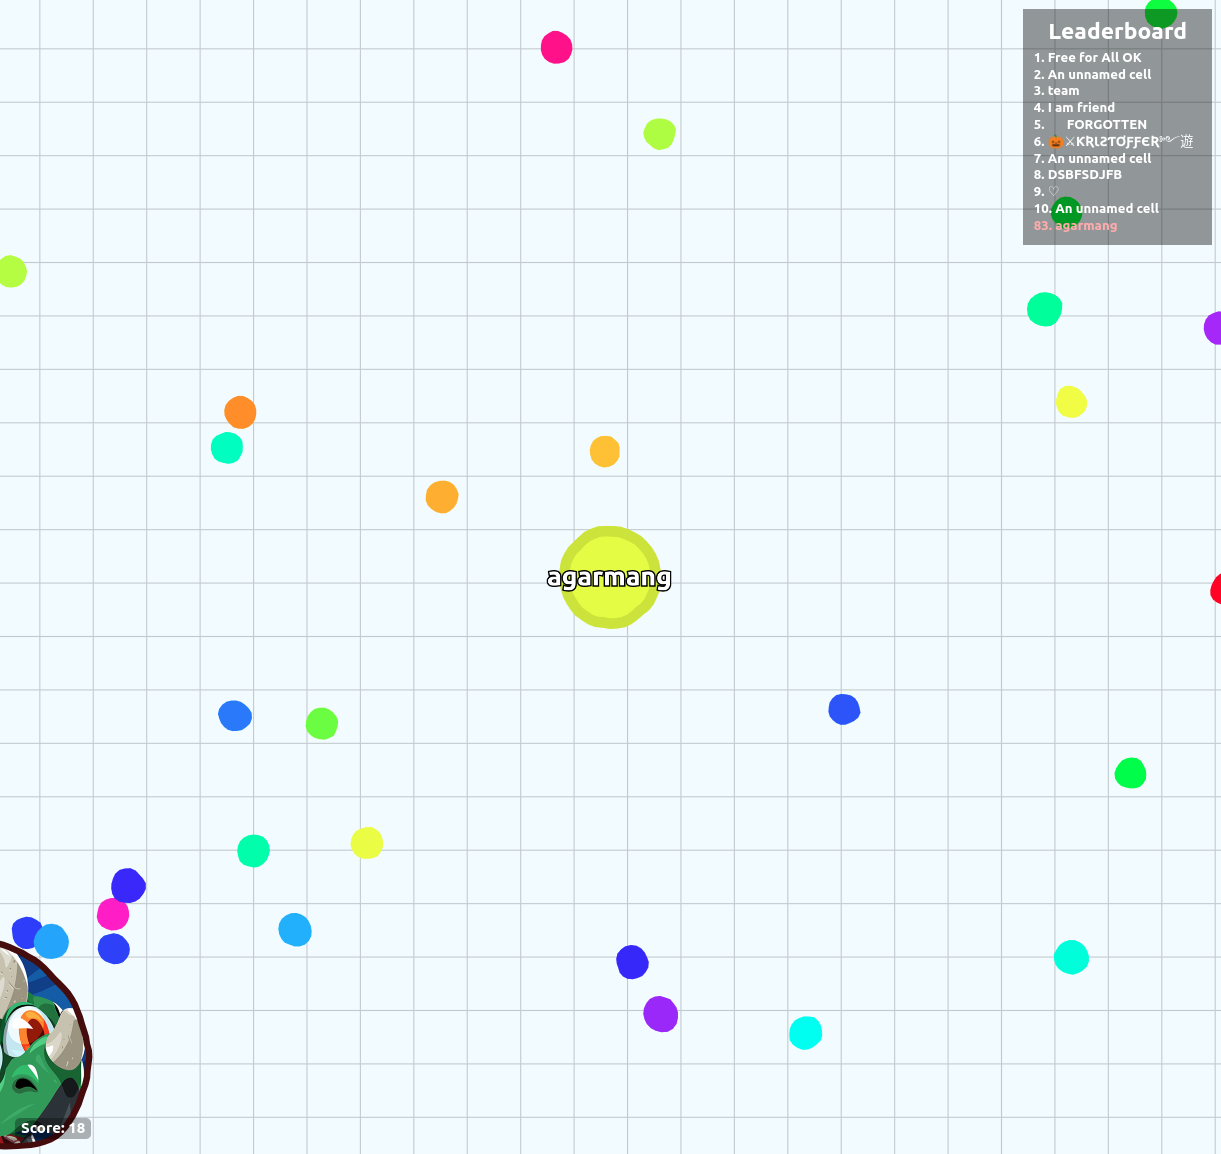 Leaderboard
1. Free for All OK
2. An unnamed cell
3. team
4. I am friend
5. FORGOTTEN
6. 🎃⚔
7. An unnamed cell
8. DSBFSDJFB
9. ♡
10. An unnamed cell
83. agarmang
agarmang
Score: 18